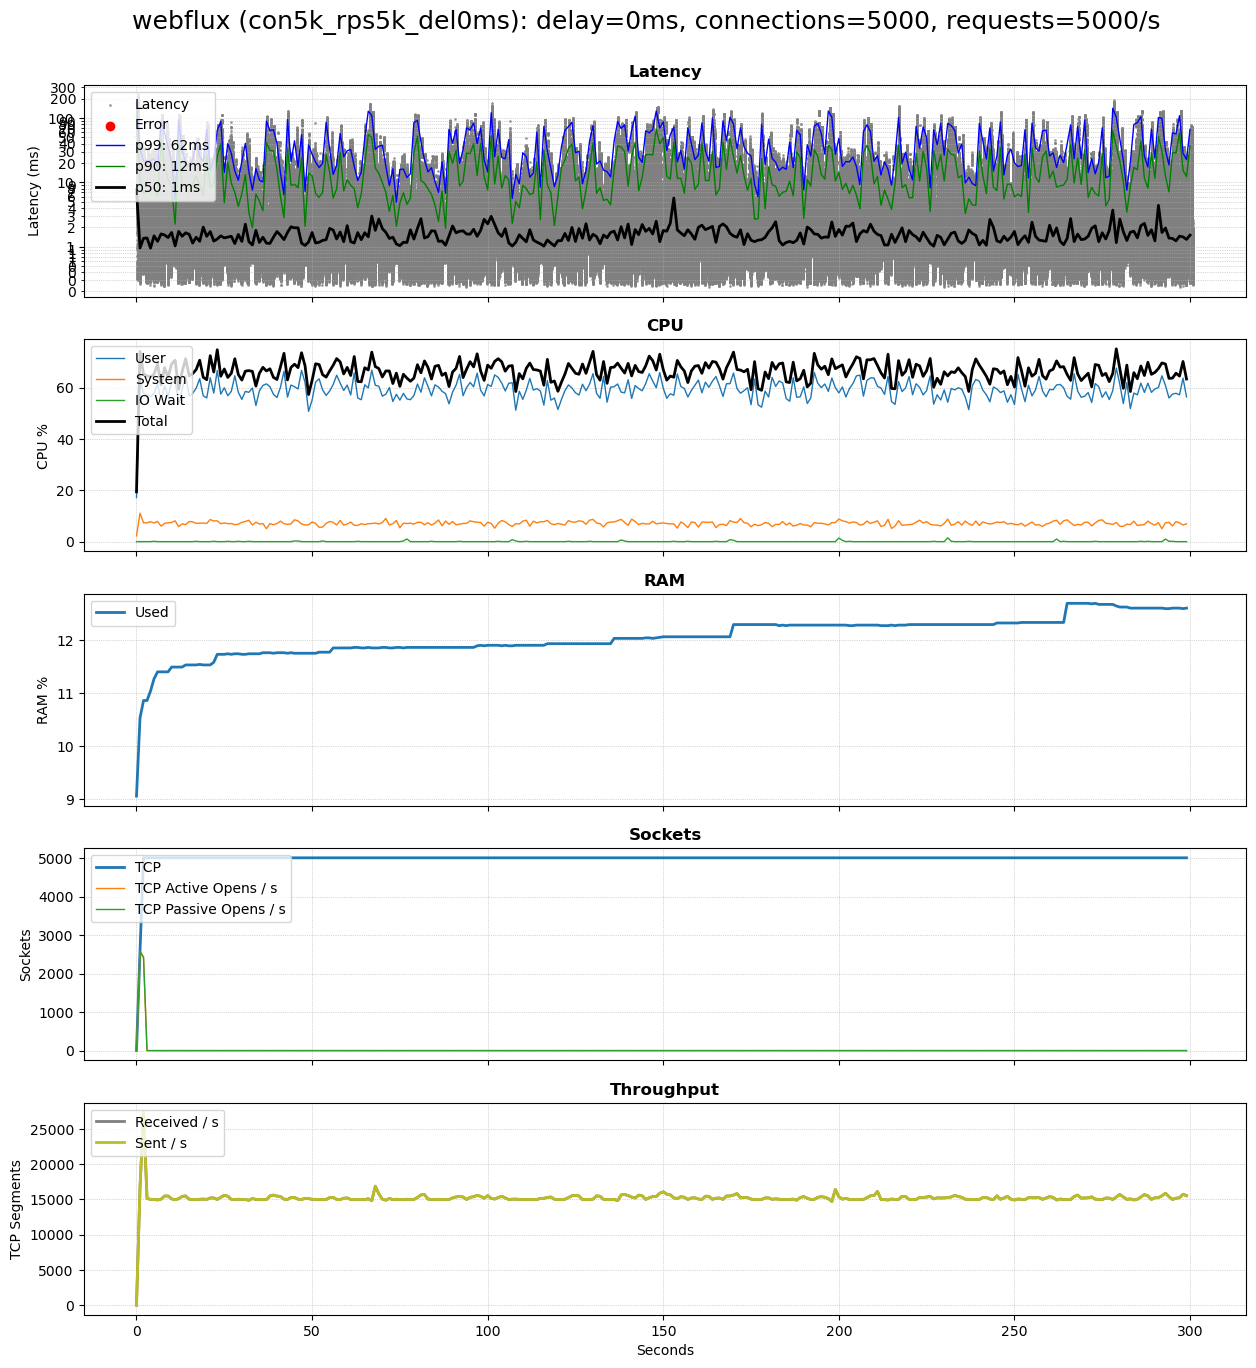 webflux (con5k_rps5k_del0ms): delay=0ms, connections=5000, requests=5000/s
Latency
300
200
100
30
20
10
3
2
1
0
0
Latency (ms)
Latency
Error
p99: 62ms
p90: 12ms
p50: 1ms
CPU
60
40
20
0
CPU %
User
System
IO Wait
Total
RAM
12
11
10
9
RAM %
Used
Sockets
5000
4000
3000
2000
1000
0
Sockets
TCP
TCP Active Opens / s
TCP Passive Opens / s
Throughput
25000
20000
15000
10000
5000
0
TCP Segments
Received / s
Sent / s
0 50 100 150 200 250 300
Seconds